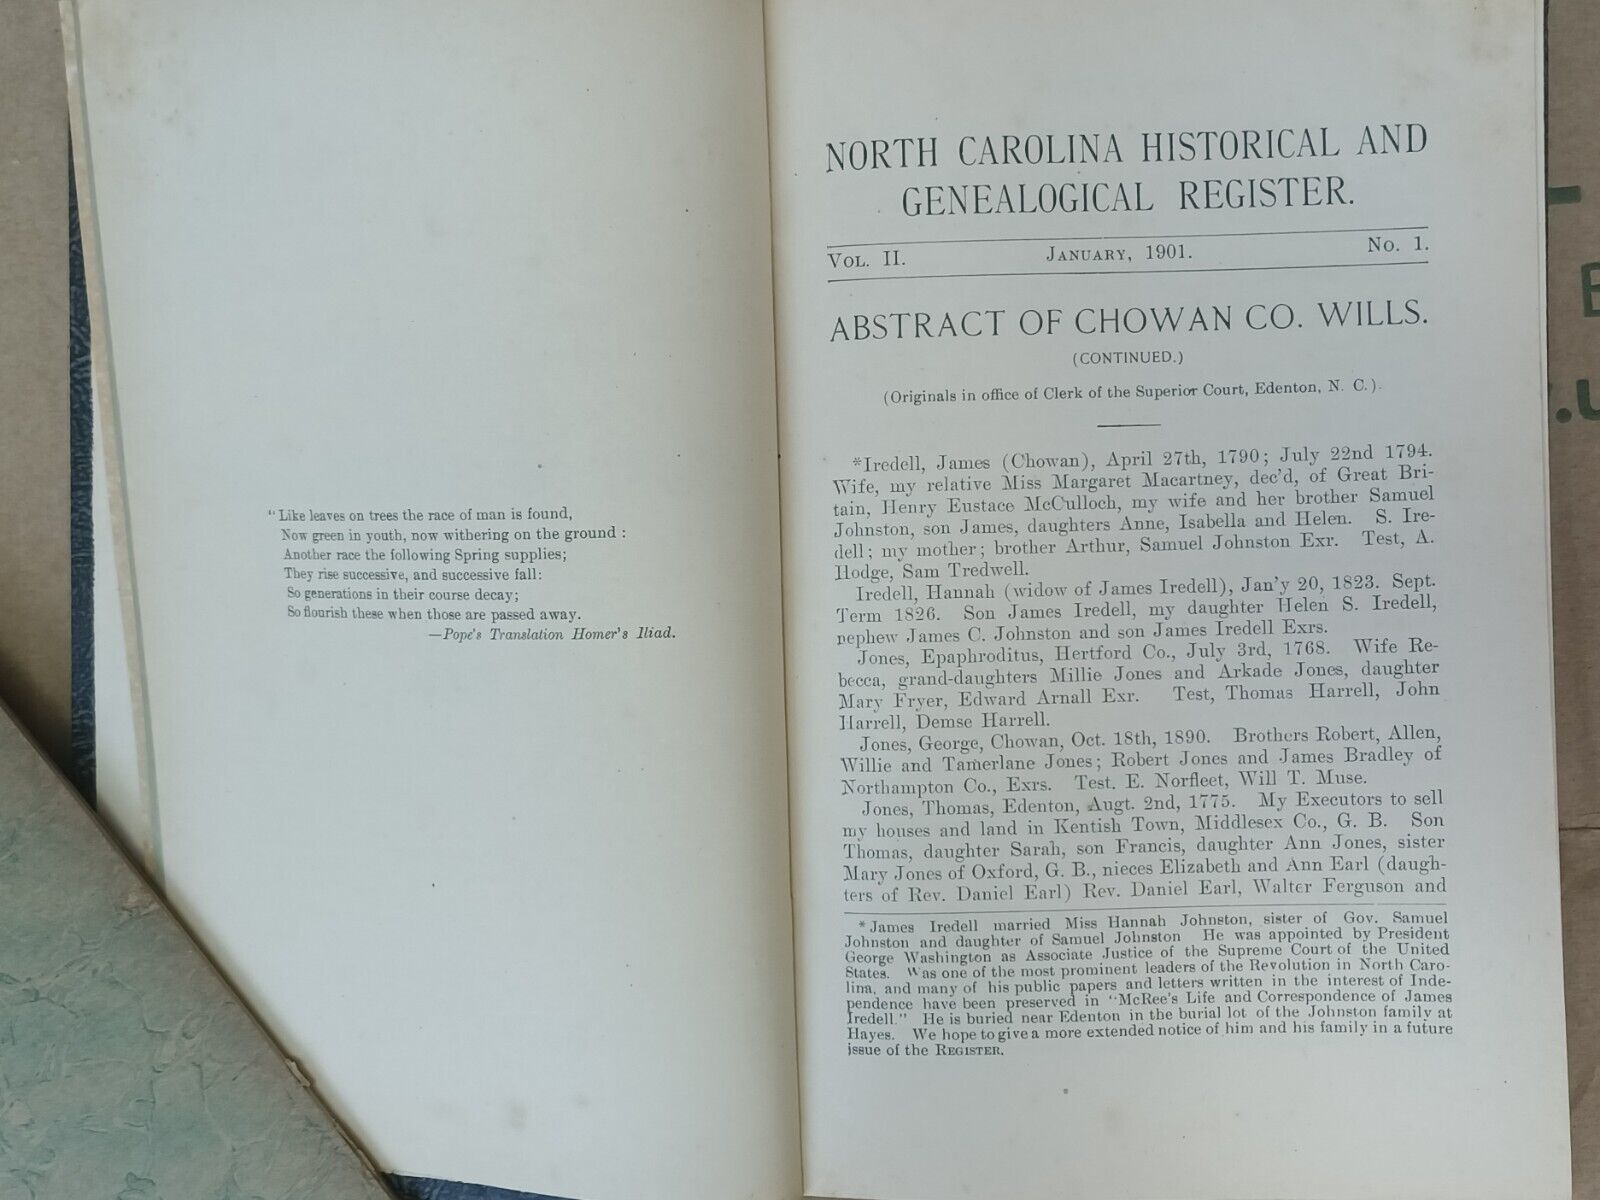 "Like leaves on trees the race of man is found,
Now green in youth, now withering on the ground :
Another race the following Spring supplies;
They rise successive, and successive fall:
So generations in their course decay;
So flourish these when those are passed away.
—Pope's Translation Homer's Iliad.
NORTH CAROLINA HISTORICAL AND
GENEALOGICAL REGISTER.
VOL. II. JANUARY, 1901. No. 1.
ABSTRACT OF CHOWAN CO. WILLS.
(CONTINUED.)
(Originals in office of Clerk of the Superior Court, Edenton, N. C.).
*Iredell, James (Chowan), April 27th, 1790; July 22nd 1794.
Wife, my relative Miss Margaret Macartney, dec'd, of Great Bri-
tain, Henry Eustace McCulloch, my wife and her brother Samuel
Johnston, son James, daughters Anne, Isabella and Helen. S. Ire-
dell; my mother; brother Arthur, Samuel Johnston Exr. Test, A.
Hodge, Sam Tredwell.
Iredell, Hannah (widow of James Iredell), Jan'y 20, 1823. Sept.
Term 1826. Son James Iredell, my daughter Helen S. Iredell,
nephew James C. Johnston and son James Iredell Exrs.
Jones, Epaphroditus, Hertford Co., July 3rd, 1768. Wife Re-
becca, grand-daughters Millie Jones and Arkade Jones, daughter
Mary Fryer, Edward Arnall Exr. Test, Thomas Harrell, John
Harrell, Demse Harrell.
Jones, George, Chowan, Oct. 18th, 1890. Brothers Robert, Allen,
Willie and Tamerlane Jones; Robert Jones and James Bradley of
Northampton Co., Exrs. Test. E. Norfleet, Will T. Muse.
Jones, Thomas, Edenton, Augt. 2nd, 1775. My Executors to sell
my houses and land in Kentish Town, Middlesex Co., G. B. Son
Thomas, daughter Sarah, son Francis, daughter Ann Jones, sister
Mary Jones of Oxford, G. B., nieces Elizabeth and Ann Earl (daugh-
ters of Rev. Daniel Earl) Rev. Daniel Earl, Walter Ferguson and
*James Iredell married Miss Hannah Johnston, sister of Gov. Samuel
Johnston and daughter of Samuel Johnston He was appointed by President
George Washington as Associate Justice of the Supreme Court of the United
States. Was one of the most prominent leaders of the Revolution in North Caro-
lina, and many of his public papers and letters written in the interest of Inde-
pendence have been preserved in "McRee's Life and Correspondence of James
Iredell." He is buried near Edenton in the burial lot of the Johnston family at
Hayes. We hope to give a more extended notice of him and his family in a future
issue of the REGISTER.